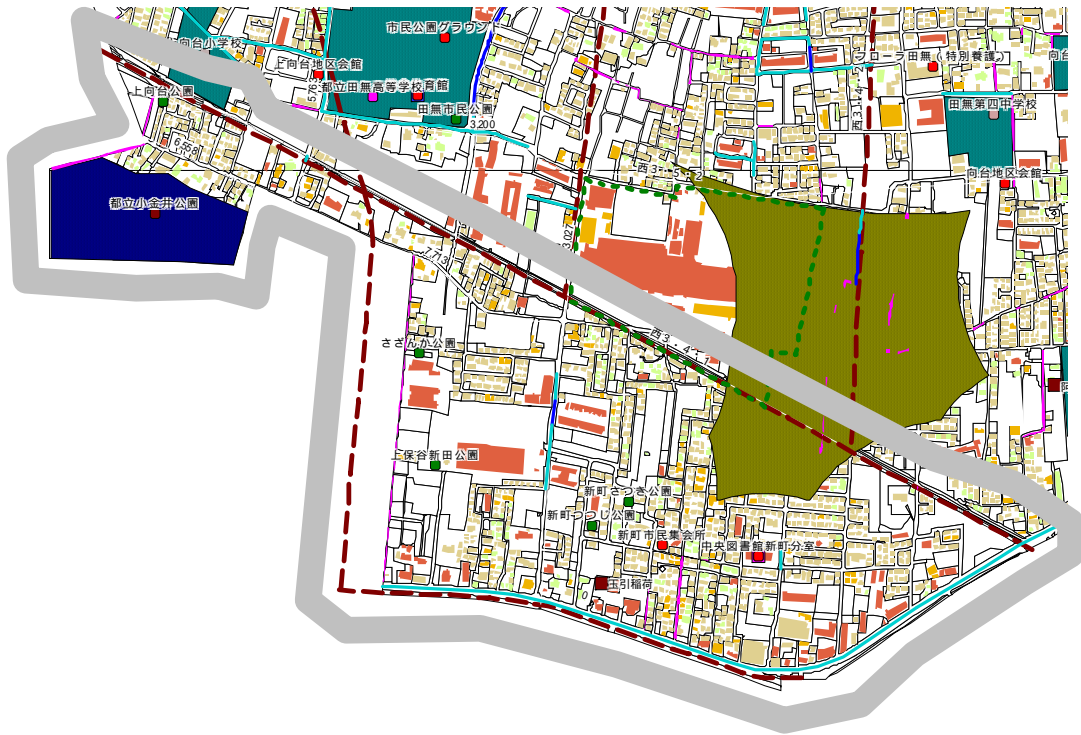 市民公園グラウンド
向台小学校
上向台地区会館
フローラ田無（特別養護）
向台
上向台公園
都立田無高等学校
育館
田無市民公園
3200
田無第四中学校
6,558
西3・5・2
向台地区会館
都立小金井公園
3,027
7,713
西3・4・1
さざんか公園
上保谷新田公園
新町さつき公園
新町つつじ公園
新町市民集会所
中央図書館新町分室
玉引稲荷